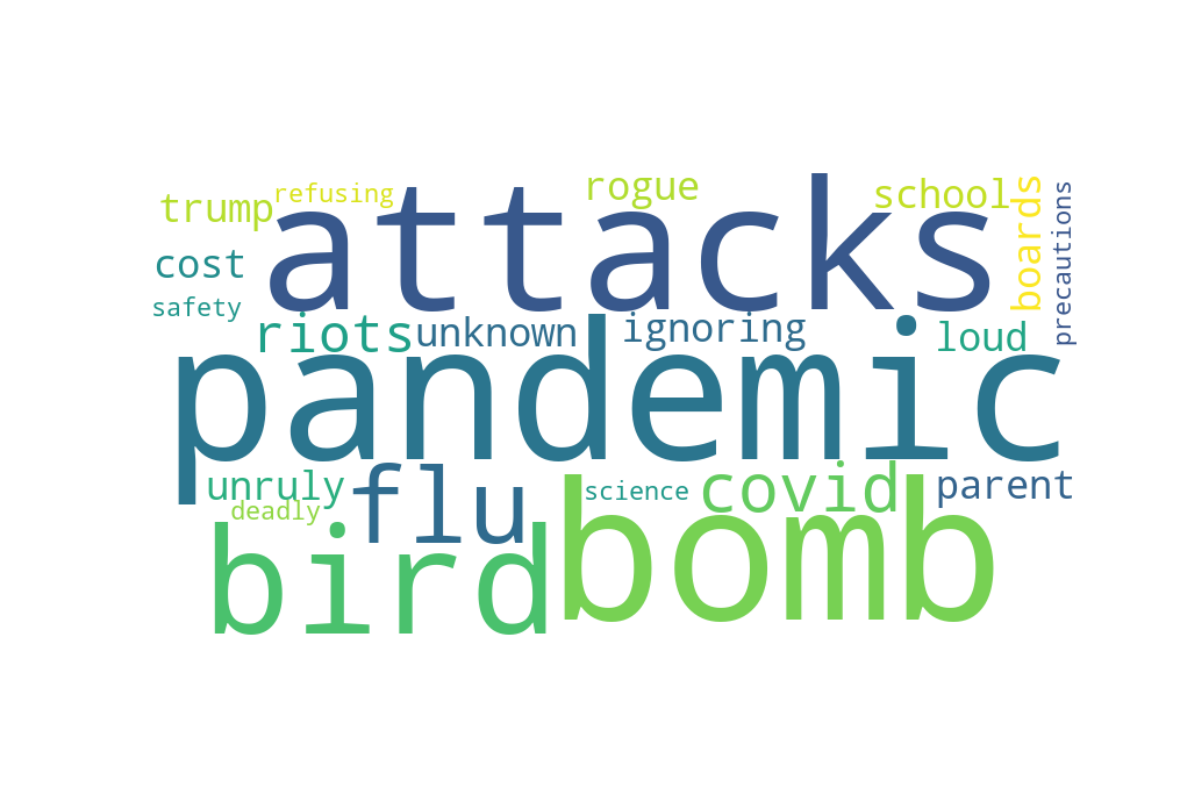 trump
refusing
rogue
school
boards
precautions
attacks
cost
safety
riots
unknown
ignoring
loud
pandemic
unruly
flu
science
covid
parent
deadly
bird
bomb